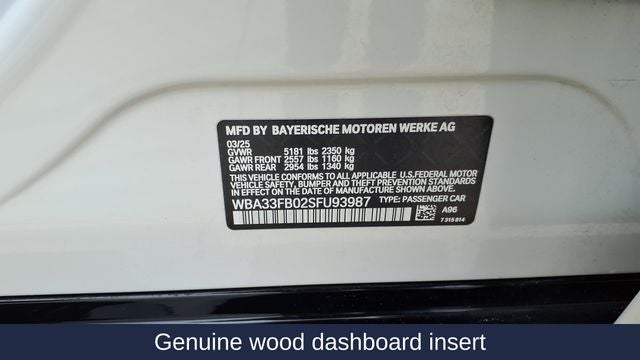 MFD BY BAYERISCHE MOTOREN WERKE AG
03/25
GVWR 5181 lbs 2350 kg
GAWR FRONT 2557 lbs 1160 kg
GAWR REAR 2954 lbs 1340 kg
THIS VEHICLE CONFORMS TO ALL APPLICABLE U.S. FEDERAL MOTOR
VEHICLE SAFETY, BUMPER, AND THEFT PREVENTION STANDARDS
IN EFFECT ON THE DATE OF MANUFACTURE SHOWN ABOVE.
WBA33FB02SFU93987 TYPE: PASSENGER CAR
A96
7 316 814
Genuine wood dashboard insert